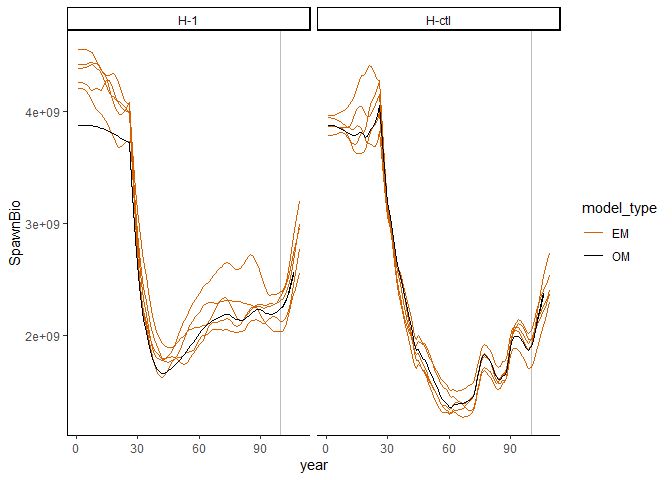 H-1
H-ctl
4e+09
3e+09
2e+09
SpawnBio
0
30
60
90
0
30
60
90
year
model_type
EM
OM